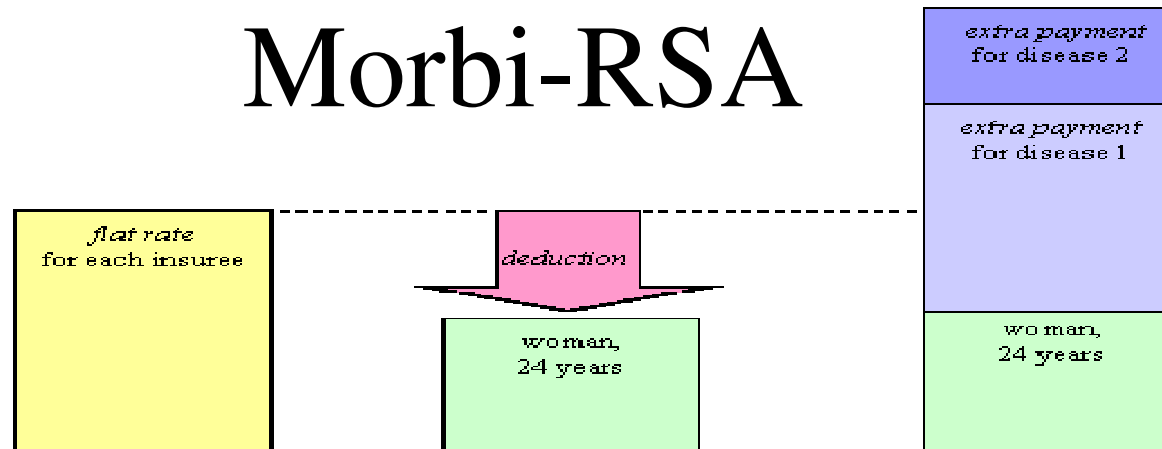 Morbi-RSA
extra payment
for disease 2
extra payment
for disease 1
flat rate
for each insuree
deduction
woman,
24 years
woman,
24 years